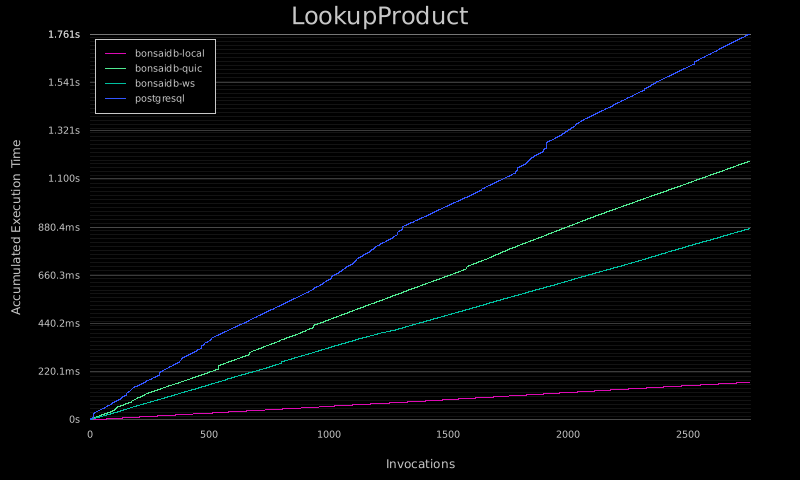 LookupProduct
1.761s
1.541s
1.321s
1.100s
880.4ms
660.3ms
440.2ms
220.1ms
0s
bonsaidb-local
bonsaidb-quic
bonsaidb-ws
postgresql
Accumulated Execution Time
0
500
1000
1500
2000
2500
Invocations